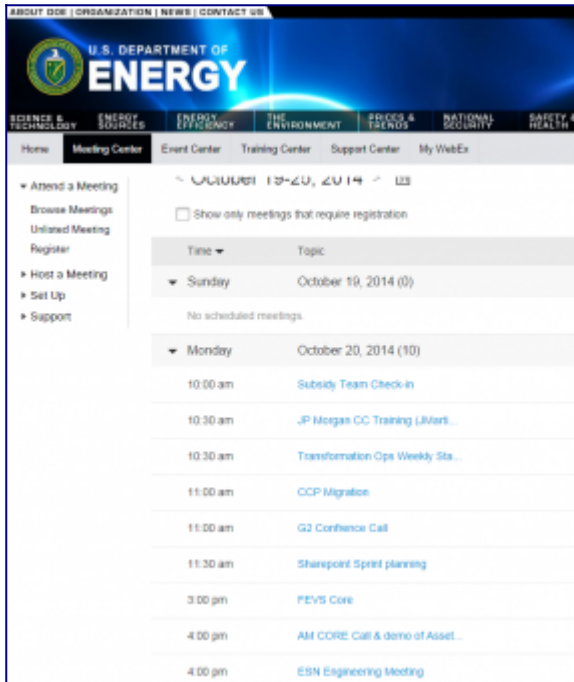 ABOUT DOE | ORGANIZATION | NEWS | CONTACT US
U.S. DEPARTMENT OF
ENERGY
SCIENCE & TECHNOLOGY ENERGY SOURCES ENERGY EFFICIENCY THE ENVIRONMENT PRICES & TRENDS NATIONAL SECURITY SAFETY & HEALTH
Home Meeting Center Event Center Training Center Support Center My WebEx
Attend a Meeting
Browse Meetings
Unlisted Meeting
Register
Host a Meeting
Set Up
Support
< October 19-25, 2014 >
Show only meetings that require registration
Time Topic
Sunday October 19, 2014 (0)
No scheduled meetings.
Monday October 20, 2014 (10)
10:00 am Subsidy Team Check-in
10:30 am JP Morgan CC Training (JMarti...
10:30 am Transformation Ops Weekly Sta...
11:00 am CCP Migration
11:00 am G2 Confrence Call
11:30 am Sharepoint Sprint planning
3:00 pm FEVS Core
4:00 pm AM CORE Call & demo of Asset...
4:00 pm ESN Engineering Meeting